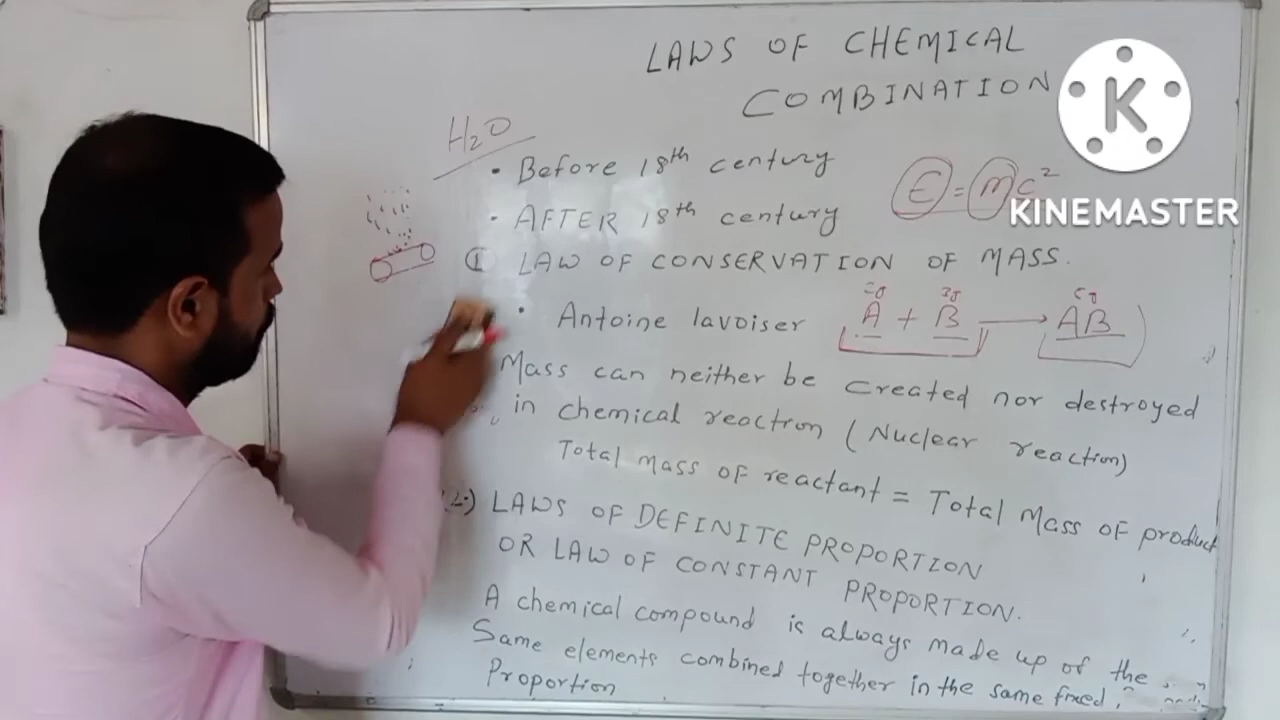 LAWS OF CHEMICAL
COMBINATION
K
KINEMASTER
H₂O
• Before 18th century
• AFTER 18th century
E = mc²
① LAW OF CONSERVATION OF MASS.
• Antoine lavoiser
A + B → AB
Mass can neither be created nor destroyed
in chemical reaction (Nuclear reaction)
Total Mass of reactant = Total Mass of product
(2.) LAWS OF DEFINITE PROPORTION
OR LAW OF CONSTANT PROPORTION.
A chemical compound is always made up of the
Same elements combined together in the same fixed
Proportion